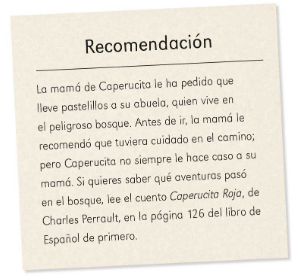 Recomendación
La mamá de Caperucita le ha pedido que
lleve pastelillos a su abuela, quien vive en
el peligroso bosque. Antes de ir, la mamá le
recomendó que tuviera cuidado en el camino;
pero Caperucita no siempre le hace caso a su
mamá. Si quieres saber qué aventuras pasó
en el bosque, lee el cuento Caperucita Roja, de
Charles Perrault, en la página 126 del libro de
Español de primero.